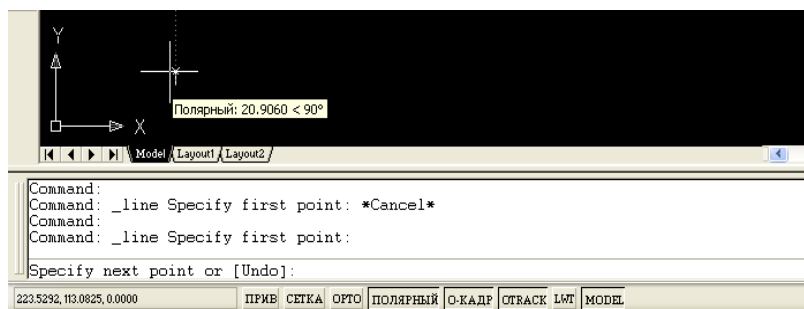 Y
Полярный: 20.9060 < 90°
X
Model Layout1 Layout2
Command:
Command: _line Specify first point: *Cancel*
Command:
Command: _line Specify first point:
Specify next point or [Undo]:
223.5292, 113.0825, 0.0000 ПРИВ СЕТКА ОРТО ПОЛЯРНЫЙ О-КАДР OTRACK LWT MODEL